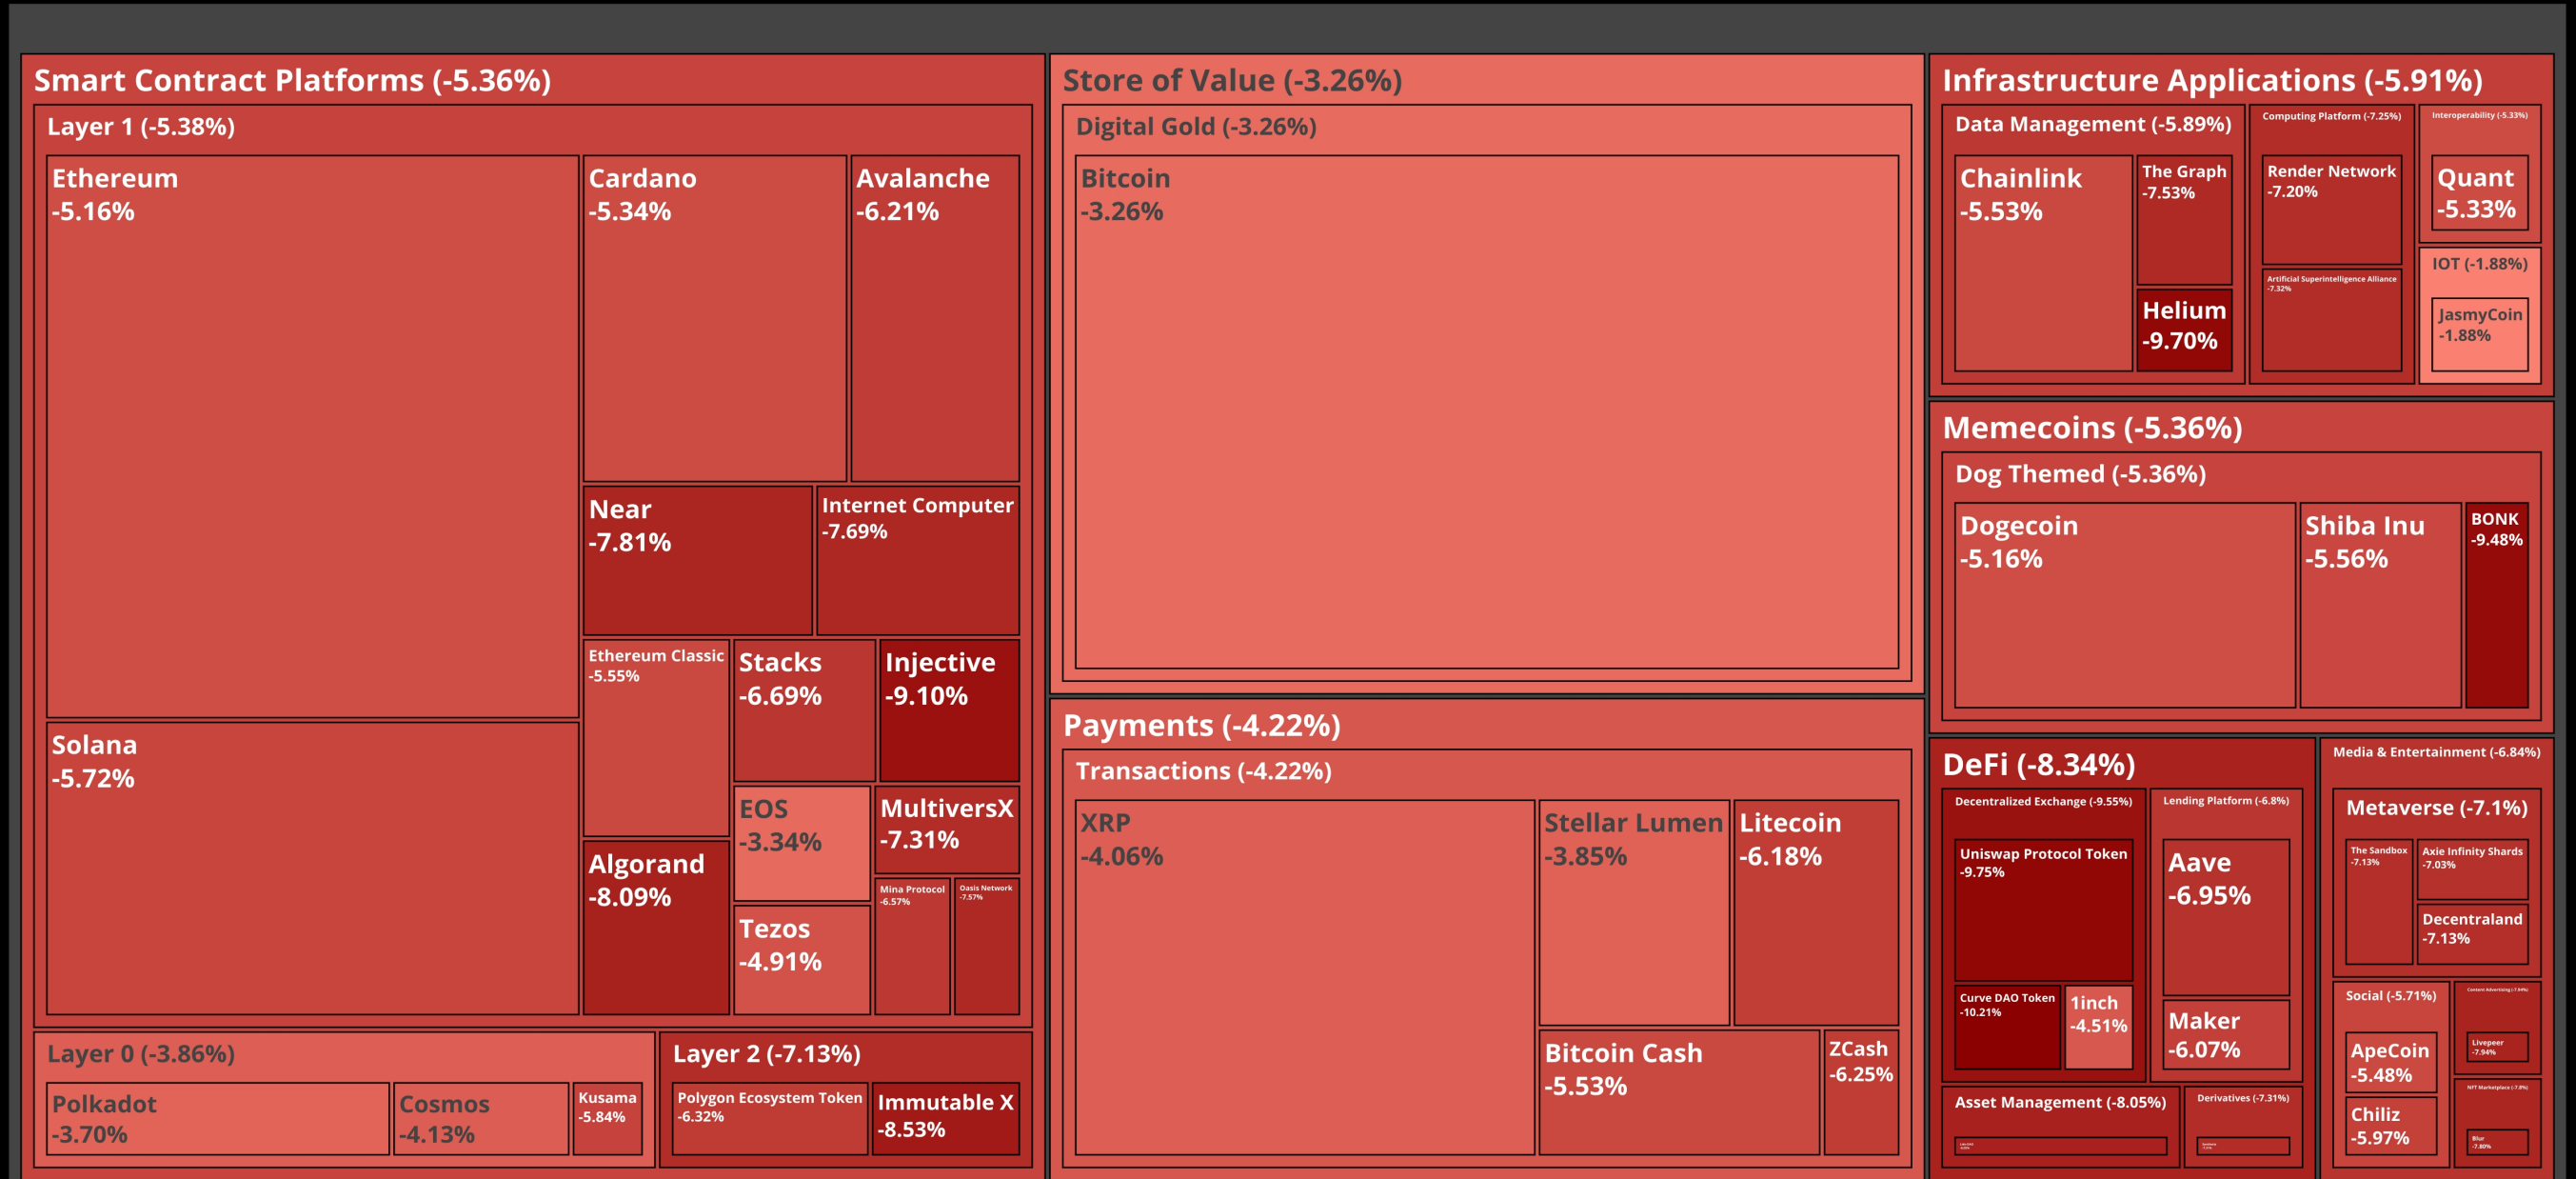 Smart Contract Platforms (-5.36%)
Layer 1 (-5.38%)
Ethereum
-5.16%
Solana
-5.72%
Cardano
-5.34%
Avalanche
-6.21%
Near
-7.81%
Internet Computer
-7.69%
Ethereum Classic
-5.55%
Stacks
-6.69%
Injective
-9.10%
Algorand
-8.09%
EOS
-3.34%
MultiversX
-7.31%
Tezos
-4.91%
Mina Protocol
-6.57%
Oasis Network
-7.57%
Layer 0 (-3.86%)
Polkadot
-3.70%
Cosmos
-4.13%
Kusama
-5.84%
Layer 2 (-7.13%)
Polygon Ecosystem Token
-6.32%
Immutable X
-8.53%
Store of Value (-3.26%)
Digital Gold (-3.26%)
Bitcoin
-3.26%
Payments (-4.22%)
Transactions (-4.22%)
XRP
-4.06%
Stellar Lumen
-3.85%
Litecoin
-6.18%
Bitcoin Cash
-5.53%
ZCash
-6.25%
Infrastructure Applications (-5.91%)
Data Management (-5.89%)
Chainlink
-5.53%
The Graph
-7.53%
Helium
-9.70%
Computing Platform (-7.25%)
Render Network
-7.20%
Artificial Superintelligence Alliance
-7.32%
Interoperability (-5.33%)
Quant
-5.33%
IOT (-1.88%)
JasmyCoin
-1.88%
Memecoins (-5.36%)
Dog Themed (-5.36%)
Dogecoin
-5.16%
Shiba Inu
-5.56%
BONK
-9.48%
DeFi (-8.34%)
Decentralized Exchange (-9.55%)
Uniswap Protocol Token
-9.75%
Curve DAO Token
-10.21%
1inch
-4.51%
Lending Platform (-6.8%)
Aave
-6.95%
Maker
-6.07%
Asset Management (-8.05%)
Derivatives (-7.31%)
Media & Entertainment (-6.84%)
Metaverse (-7.1%)
The Sandbox
-7.13%
Axie Infinity Shards
-7.03%
Decentraland
-7.13%
Social (-5.71%)
ApeCoin
-5.48%
Chiliz
-5.97%
Content Advertising (-7.94%)
Livepeer
-7.94%
NFT Marketplace (-7.8%)
Blur
-7.80%